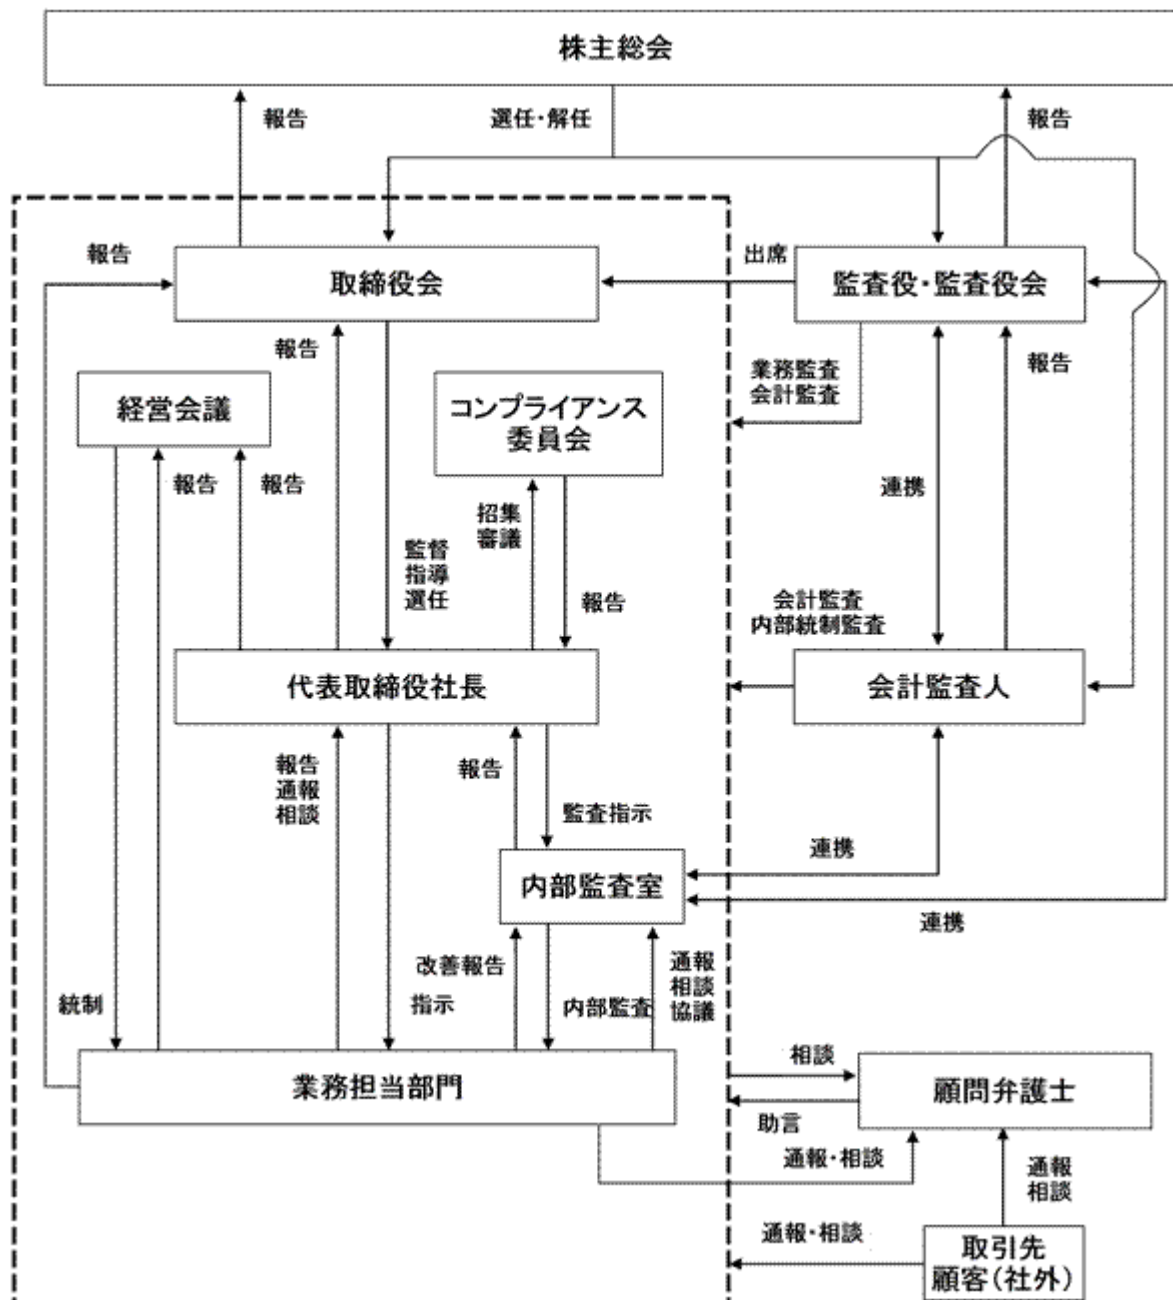 株主総会
報告
選任・解任
報告
報告
取締役会
出席
監査役・監査役会
報告
業務監査
会計監査
報告
経営会議
コンプライアンス
委員会
報告
報告
招集
審議
連携
監督
指導
選任
報告
会計監査
内部統制監査
代表取締役社長
会計監査人
報告
通報
相談
報告
監査指示
連携
内部監査室
連携
改善報告
通報
相談
協議
統制
指示
内部監査
相談
業務担当部門
顧問弁護士
助言
通報・相談
通報
相談
通報・相談
取引先
顧客(社外)